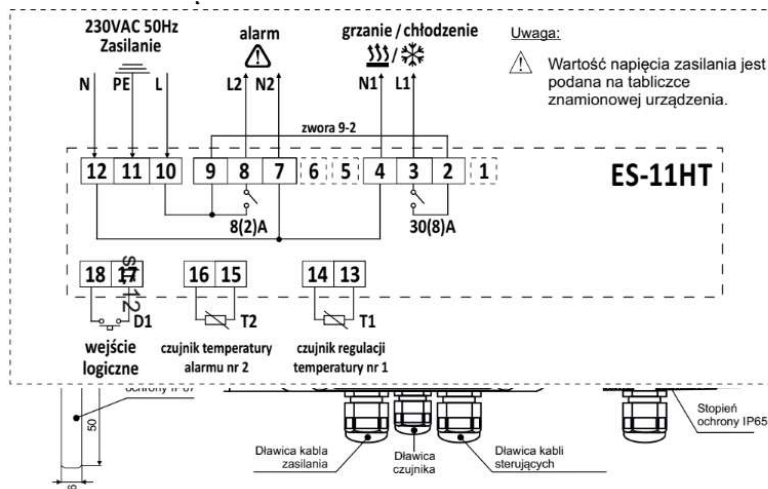 230VAC 50Hz
Zasilanie
alarm
grzanie / chłodzenie
Uwaga:
Wartość napięcia zasilania jest
podana na tabliczce
znamionowej urządzenia.
N PE L L2 N2 N1 L1
zwora 9-2
12 11 10 9 8 7 6 5 4 3 2 1
ES-11HT
8(2)A 30(8)A
18 17 16 15 14 13
D1 T2 T1
wejście
logiczne
czujnik temperatury
alarmu nr 2
czujnik regulacji
temperatury nr 1
50
Dławica kabla
zasilania
Dławica
czujnika
Dławica kabli
sterujących
Stopień
ochrony IP65